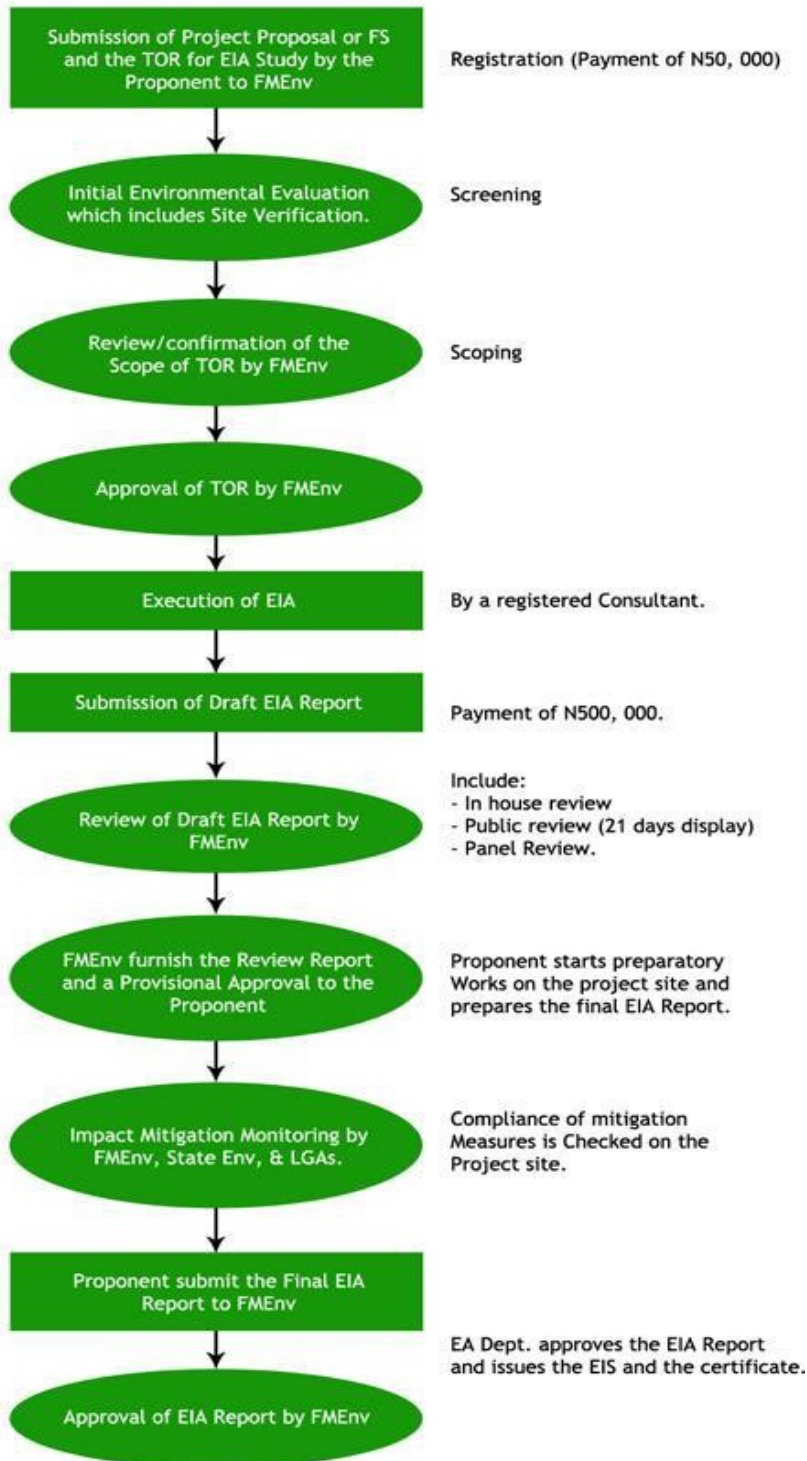 Submission of Project Proposal or FS
and the TOR for EIA Study by the
Proponent to FMEnv
Registration (Payment of N50, 000)
Initial Environmental Evaluation
which includes Site Verification.
Screening
Review/confirmation of the
Scope of TOR by FMEnv
Scoping
Approval of TOR by FMEnv
Execution of EIA
By a registered Consultant.
Submission of Draft EIA Report
Payment of N500, 000.
Review of Draft EIA Report by
FMEnv
Include:
- In house review
- Public review (21 days display)
- Panel Review.
FMEnv furnish the Review Report
and a Provisional Approval to the
Proponent
Proponent starts preparatory
Works on the project site and
prepares the final EIA Report.
Impact Mitigation Monitoring by
FMEnv, State Env, & LGAs.
Compliance of mitigation
Measures is Checked on the
Project site.
Proponent submit the Final EIA
Report to FMEnv
EA Dept. approves the EIA Report
and issues the EIS and the certificate.
Approval of EIA Report by FMEnv